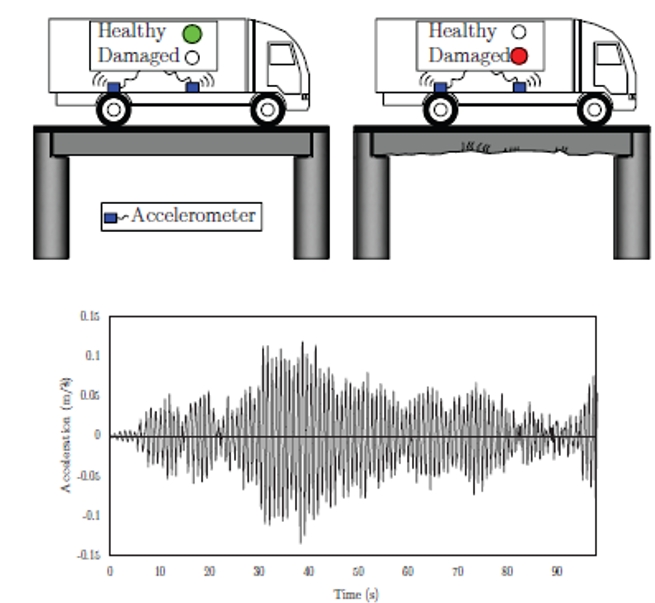 Healthy
Damaged
Healthy
Damaged
Accelerometer
0.15
0.1
0.05
0
-0.05
-0.1
-0.15
Acceleration (m/s²)
0 10 20 30 40 50 60 70 80 90
Time (s)